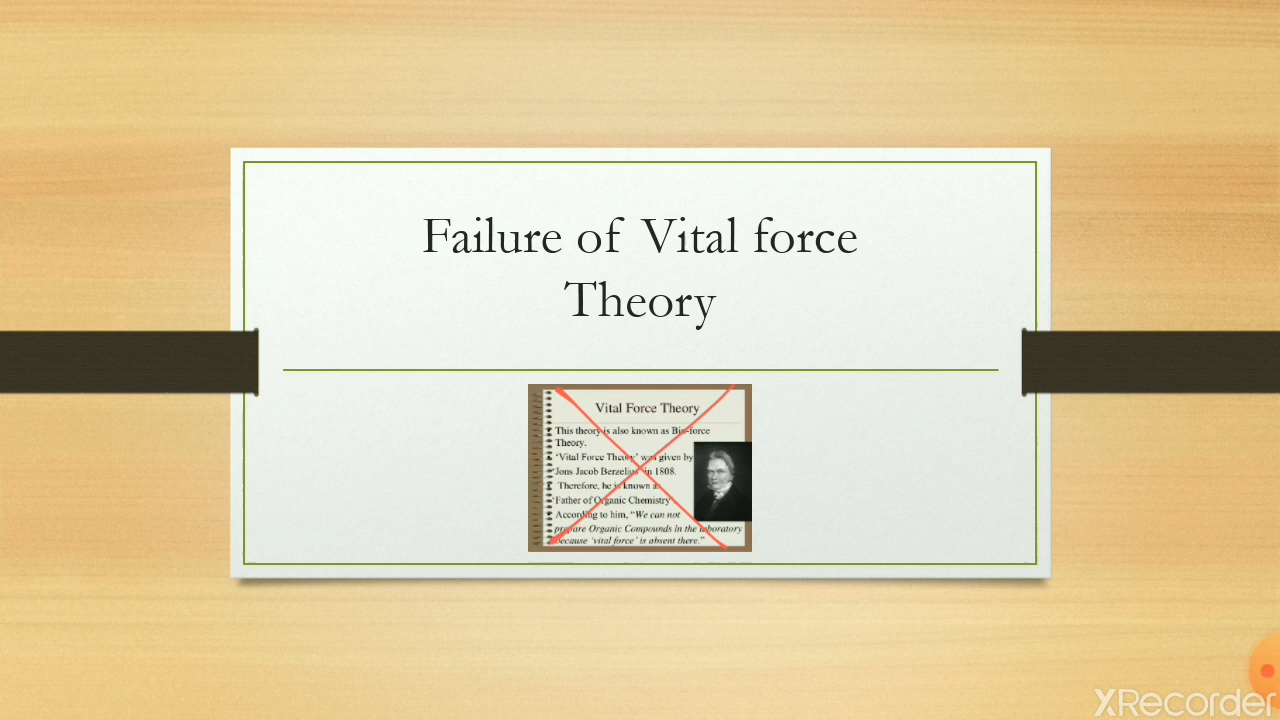 Failure of Vital force
Theory
Vital Force Theory
This theory is also known as Bio-force
Theory.
'Vital Force Theory' was given by
'Jons Jacob Berzelius' in 1808.
Therefore, he is known as
'Father of Organic Chemistry'
According to him, "We can not
prepare Organic Compounds in the laboratory
because 'vital force' is absent there."
XRecorder